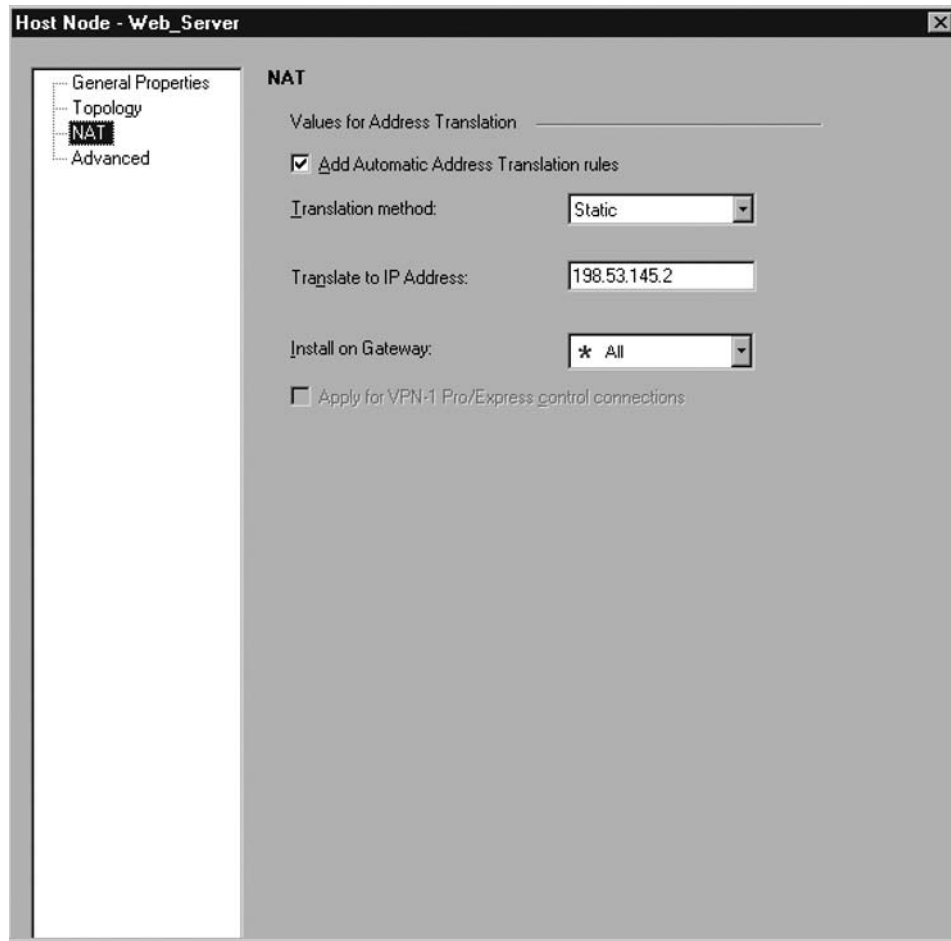 Host Node - Web_Server
General Properties
Topology
NAT
Advanced
NAT
Values for Address Translation
Add Automatic Address Translation rules
Translation method: Static
Translate to IP Address: 198.53.145.2
Install on Gateway: * All
Apply for VPN-1 Pro/Express control connections